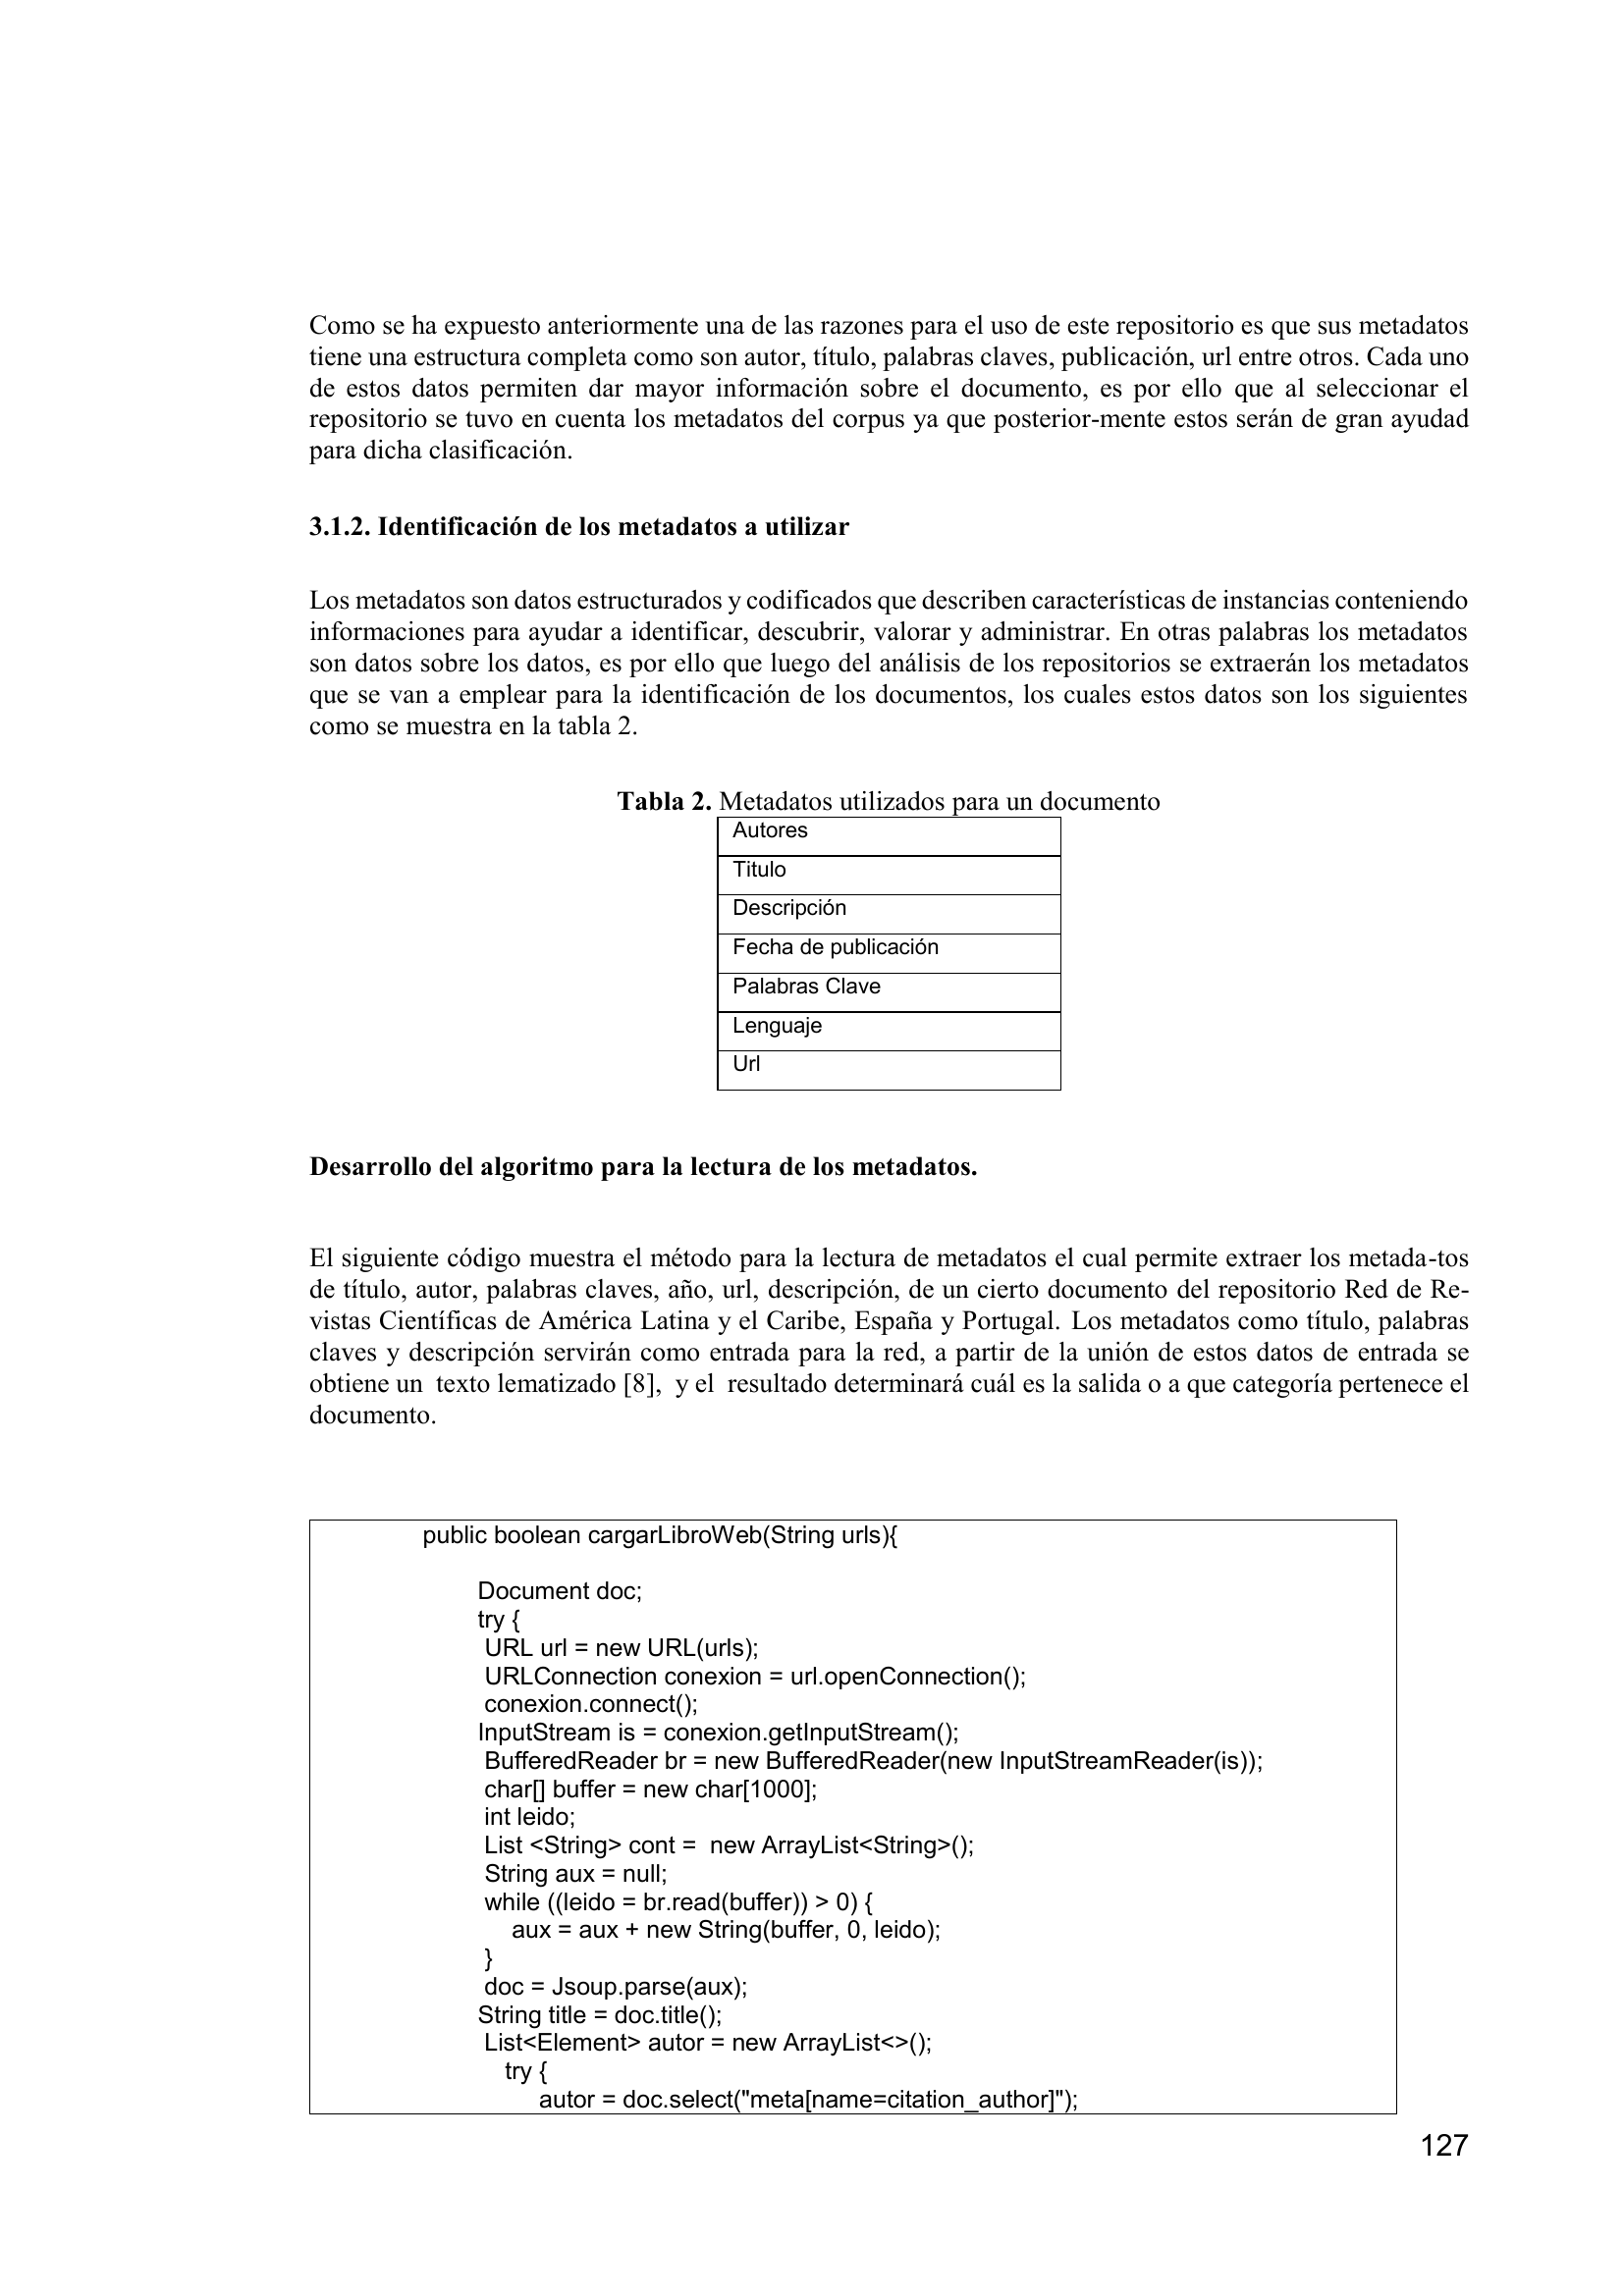 Como se ha expuesto anteriormente una de las razones para el uso de este repositorio es que sus metadatos
tiene una estructura completa como son autor, título, palabras claves, publicación, url entre otros. Cada uno
de estos datos permiten dar mayor información sobre el documento, es por ello que al seleccionar el
repositorio se tuvo en cuenta los metadatos del corpus ya que posterior-mente estos serán de gran ayudad
para dicha clasificación.
3.1.2. Identificación de los metadatos a utilizar
Los metadatos son datos estructurados y codificados que describen características de instancias conteniendo
informaciones para ayudar a identificar, descubrir, valorar y administrar. En otras palabras los metadatos
son datos sobre los datos, es por ello que luego del análisis de los repositorios se extraerán los metadatos
que se van a emplear para la identificación de los documentos, los cuales estos datos son los siguientes
como se muestra en la tabla 2.
Tabla 2. Metadatos utilizados para un documento
Autores
Titulo
Descripción
Fecha de publicación
Palabras Clave
Lenguaje
Url
Desarrollo del algoritmo para la lectura de los metadatos.
El siguiente código muestra el método para la lectura de metadatos el cual permite extraer los metada-tos
de título, autor, palabras claves, año, url, descripción, de un cierto documento del repositorio Red de Re-
vistas Científicas de América Latina y el Caribe, España y Portugal. Los metadatos como título, palabras
claves y descripción servirán como entrada para la red, a partir de la unión de estos datos de entrada se
obtiene un texto lematizado [8], y el resultado determinará cuál es la salida o a que categoría pertenece el
documento.
public boolean cargarLibroWeb(String urls){
Document doc;
try {
URL url = new URL(urls);
URLConnection conexion = url.openConnection();
conexion.connect();
InputStream is = conexion.getInputStream();
BufferedReader br = new BufferedReader(new InputStreamReader(is));
char[] buffer = new char[1000];
int leido;
List <String> cont = new ArrayList<String>();
String aux = null;
while ((leido = br.read(buffer)) > 0) {
aux = aux + new String(buffer, 0, leido);
}
doc = Jsoup.parse(aux);
String title = doc.title();
List<Element> autor = new ArrayList<>();
try {
autor = doc.select("meta[name=citation_author]");
127